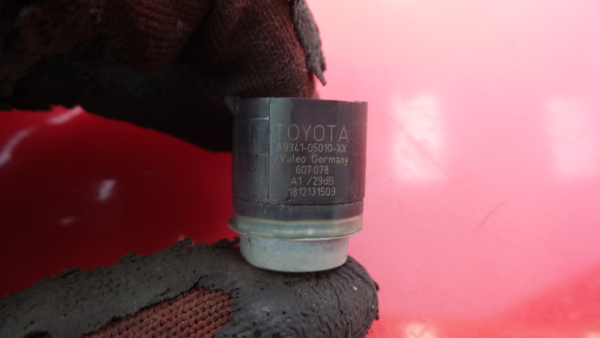 TOYOTA
89341-05010-XX
/Valeo Germany
607078
A1 /29dB
1812131509